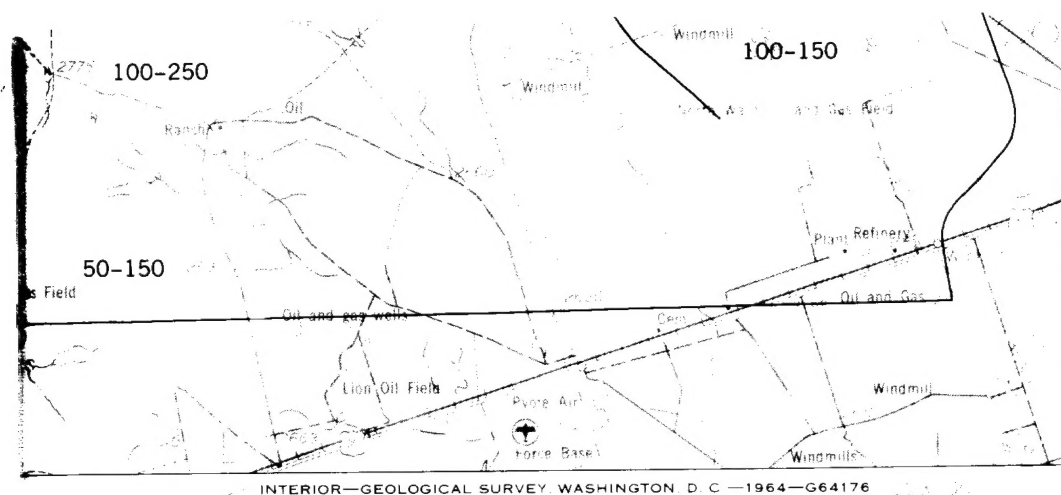 Windmill
100-150
2775
100-250
Windmill
and Gas Field
Oil
Ranch
Plant Refinery
50-150
s Field
Oil and Gas
Oil and gas wells
Cem
Lion Oil Field
Windmill
Pyote Air
Force Base
Windmills
INTERIOR—GEOLOGICAL SURVEY, WASHINGTON, D. C.—1964—G64176